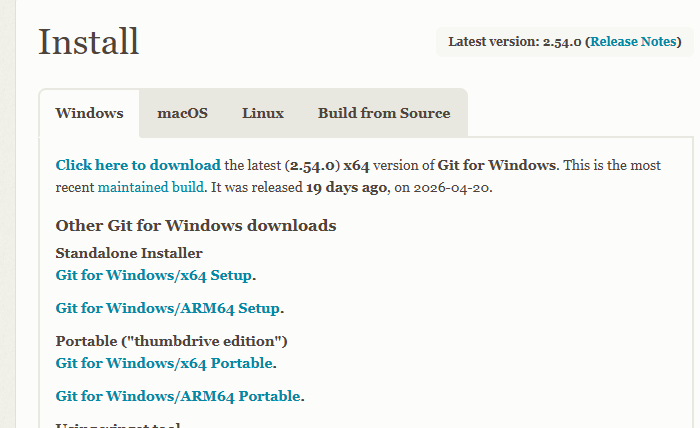 Install
Latest version: 2.54.0 (Release Notes)
Windows
macOS
Linux
Build from Source
Click here to download the latest (2.54.0) x64 version of Git for Windows. This is the most
recent maintained build. It was released 19 days ago, on 2026-04-20.
Other Git for Windows downloads
Standalone Installer
Git for Windows/x64 Setup.
Git for Windows/ARM64 Setup.
Portable ("thumbdrive edition")
Git for Windows/x64 Portable.
Git for Windows/ARM64 Portable.
Using winget tool